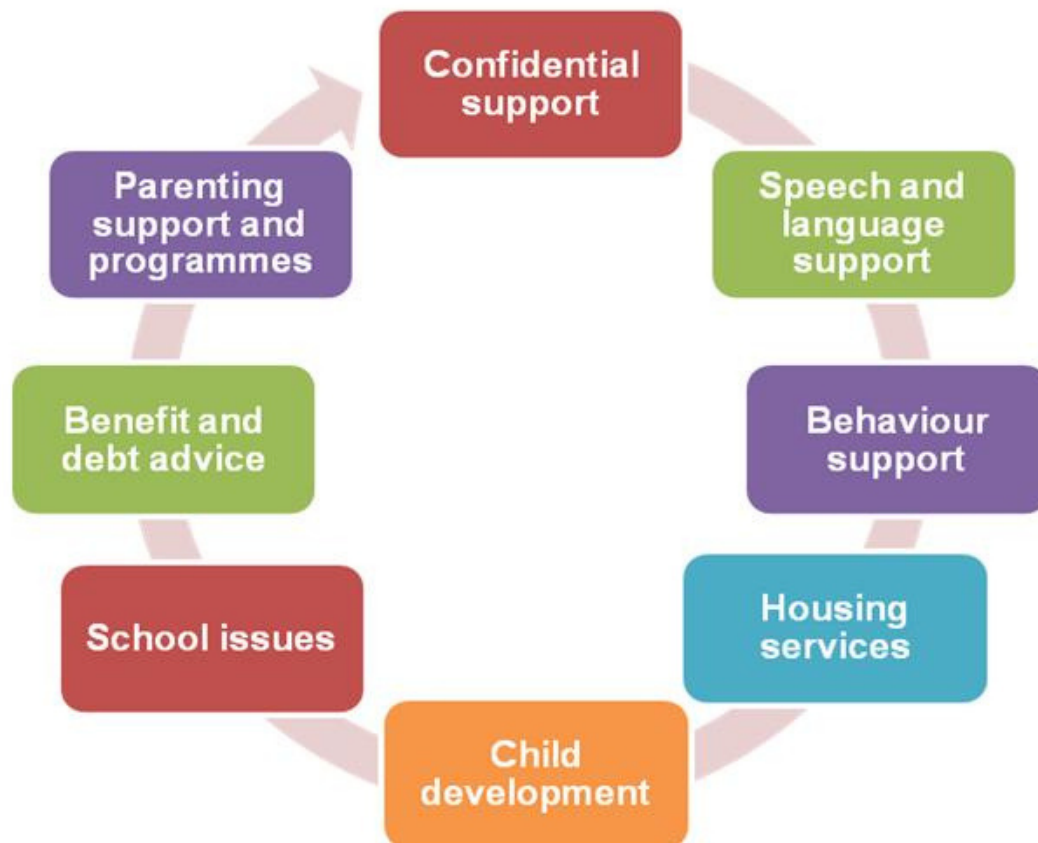 Confidential
support
Speech and
language
support
Behaviour
support
Housing
services
Child
development
School issues
Benefit and
debt advice
Parenting
support and
programmes